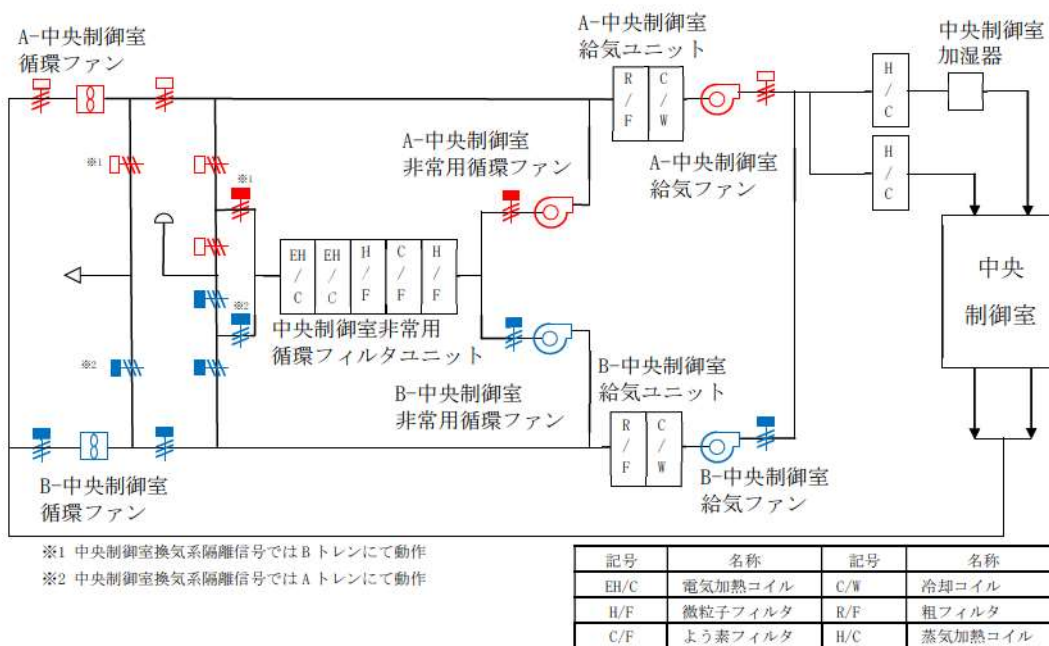 A-中央制御室
循環ファン
A-中央制御室
給気ユニット
中央制御室
加湿器
R/F
C/W
H/C
H/C
※1
※1
A-中央制御室
非常用循環ファン
A-中央制御室
給気ファン
EH/C
EH/C
H/F
C/F
H/F
中央
制御室
※2
※2
中央制御室非常用
循環フィルタユニット
B-中央制御室
給気ユニット
B-中央制御室
非常用循環ファン
R/F
C/W
B-中央制御室
循環ファン
B-中央制御室
給気ファン
※1 中央制御室換気系隔離信号ではBトレンにて動作
※2 中央制御室換気系隔離信号ではAトレンにて動作
記号 名称 記号 名称
EH/C 電気加熱コイル C/W 冷却コイル
H/F 微粒子フィルタ R/F 粗フィルタ
C/F よう素フィルタ H/C 蒸気加熱コイル